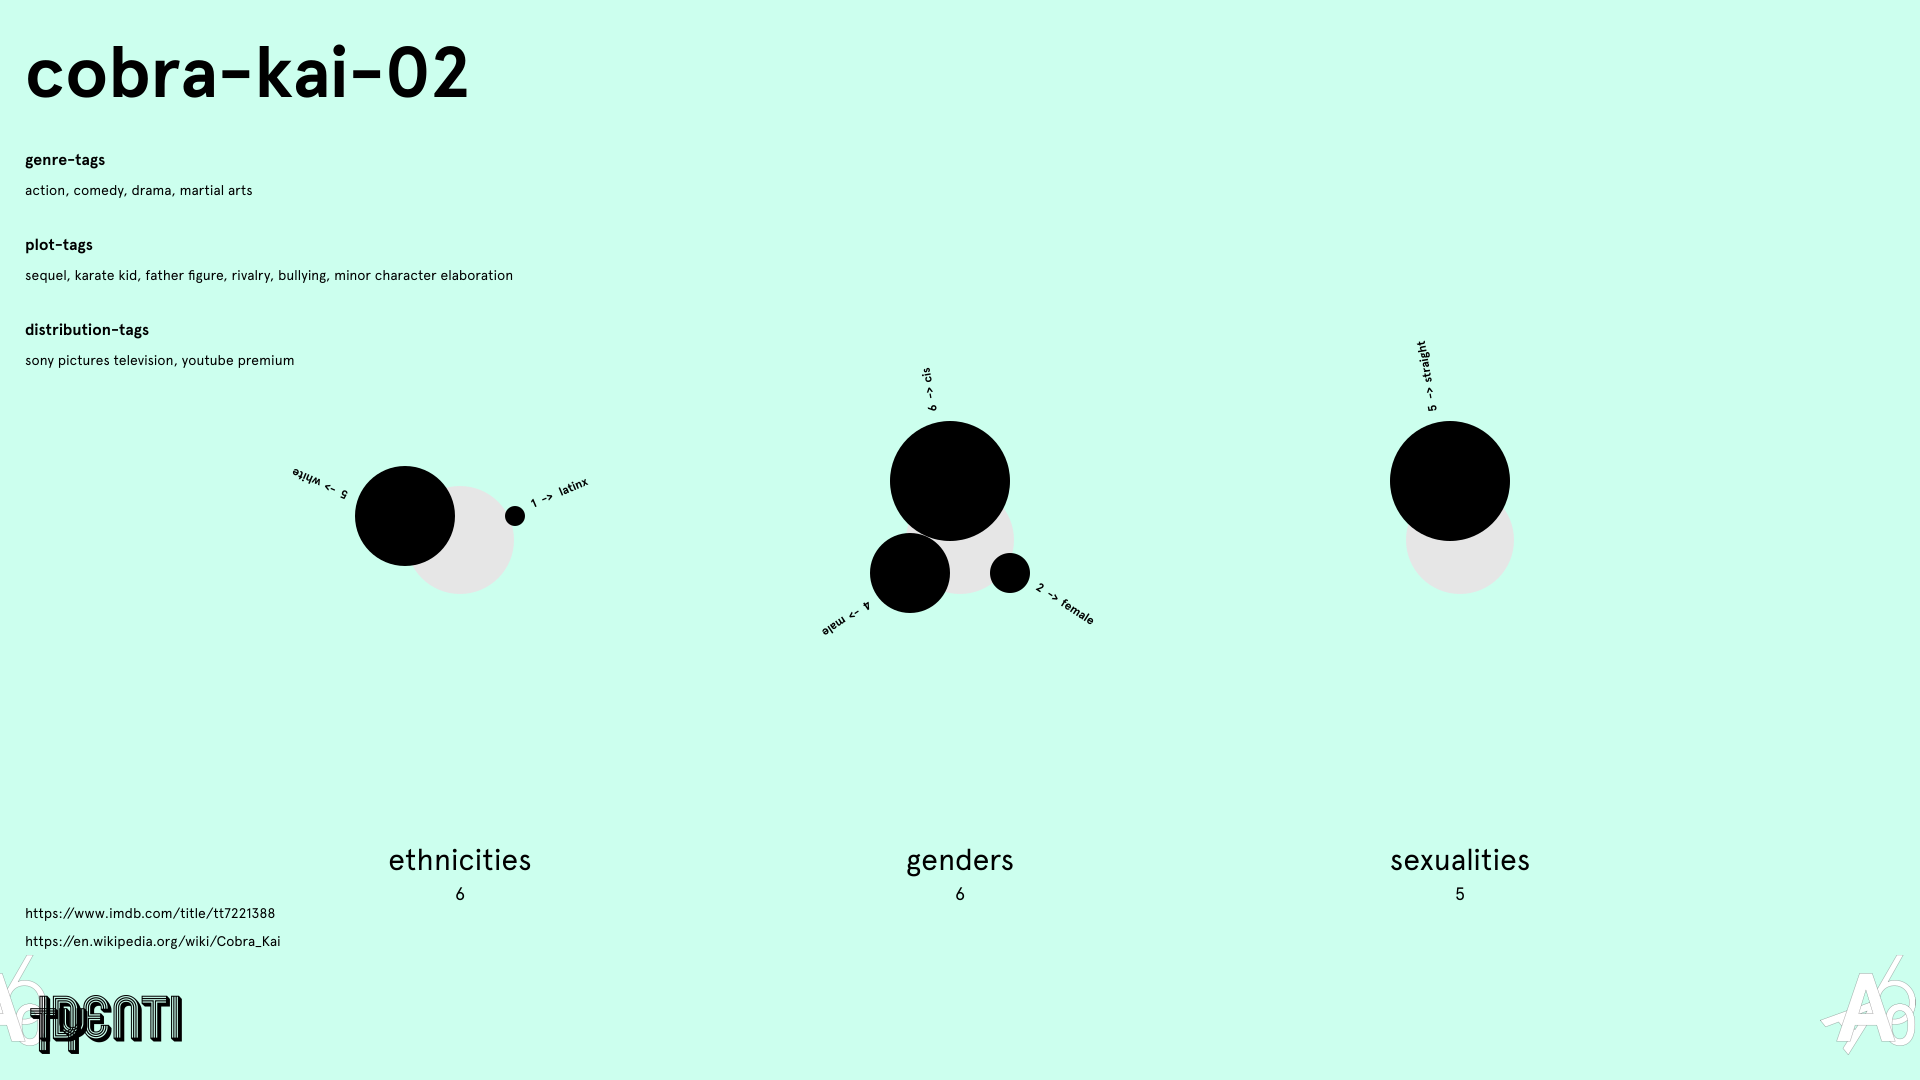 cobra-kai-02
genre-tags
action, comedy, drama, martial arts
plot-tags
sequel, karate kid, father figure, rivalry, bullying, minor character elaboration
distribution-tags
sony pictures television, youtube premium
5 -> white
1 -> latinx
6 -> cis
4 -> male
2 -> female
5 -> straight
ethnicities
6
genders
6
sexualities
5
https://www.imdb.com/title/tt7221388
https://en.wikipedia.org/wiki/Cobra_Kai
IDENTI